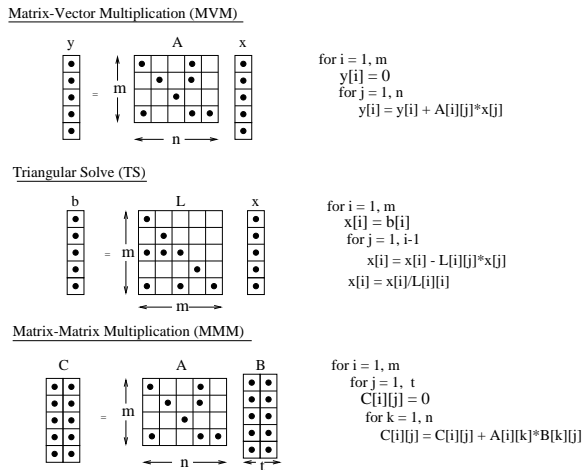 Matrix-Vector Multiplication (MVM)
y A x
= m
n
for i = 1, m
y[i] = 0
for j = 1, n
y[i] = y[i] + A[i][j]*x[j]
Triangular Solve (TS)
b L x
= m
m
for i = 1, m
x[i] = b[i]
for j = 1, i-1
x[i] = x[i] - L[i][j]*x[j]
x[i] = x[i]/L[i][i]
Matrix-Matrix Multiplication (MMM)
C A B
= m
n t
for i = 1, m
for j = 1, t
C[i][j] = 0
for k = 1, n
C[i][j] = C[i][j] + A[i][k]*B[k][j]